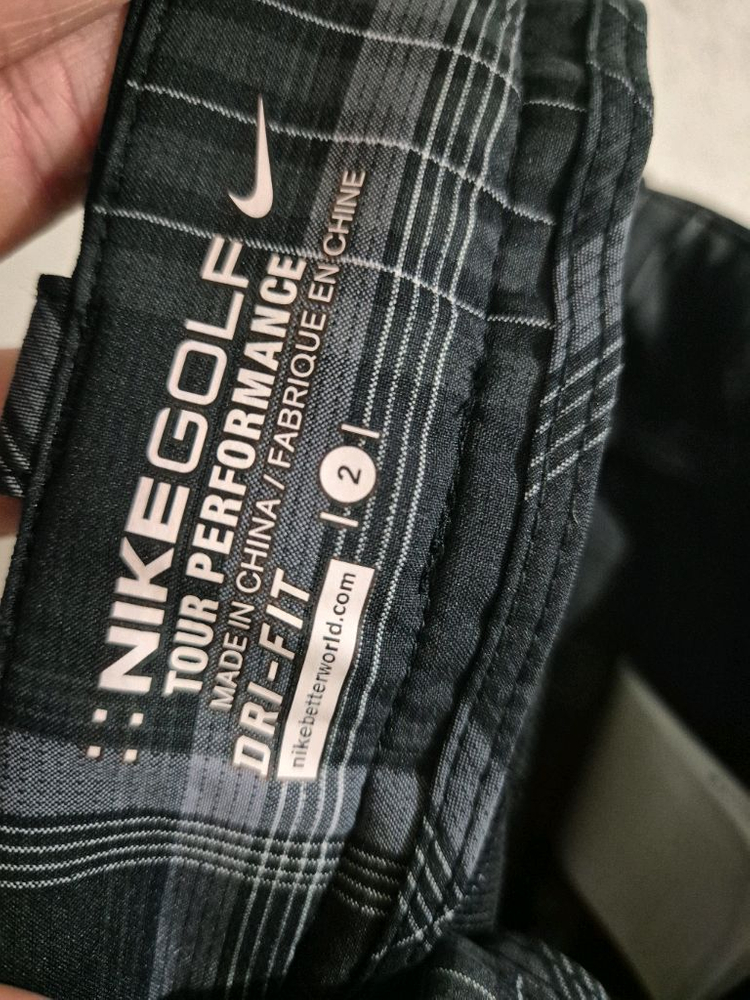 NIKEGOLF
TOUR PERFORMANCE
MADE IN CHINA / FABRIQUE EN CHINE
DRI-FIT
2
nikebetterworld.com